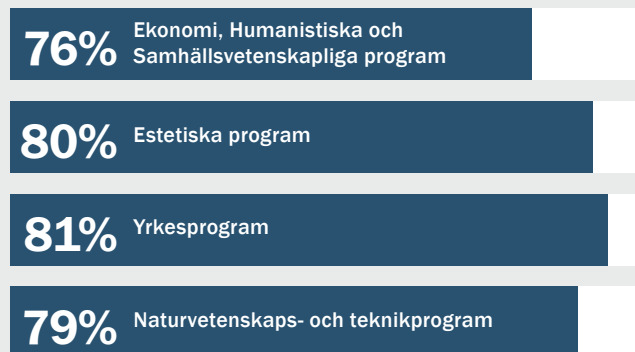 76% Ekonomi, Humanistiska och
Samhällsvetenskapliga program
80% Estetiska program
81% Yrkesprogram
79% Naturvetenskaps- och teknikprogram